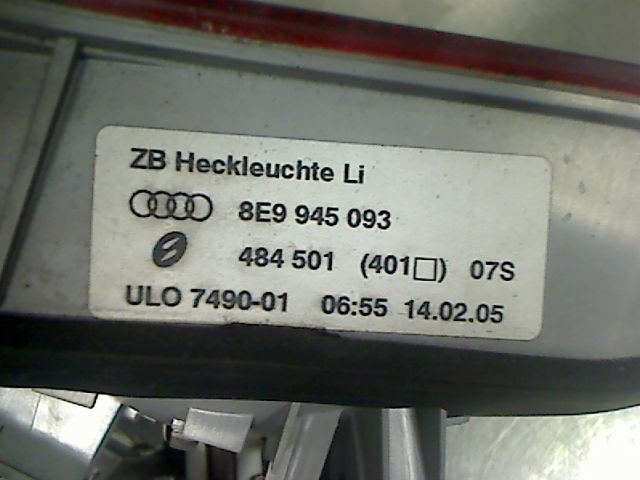 ZB Heckleuchte Li
8E9 945 093
484 501 (401□) 07S
ULO 7490-01 06:55 14.02.05